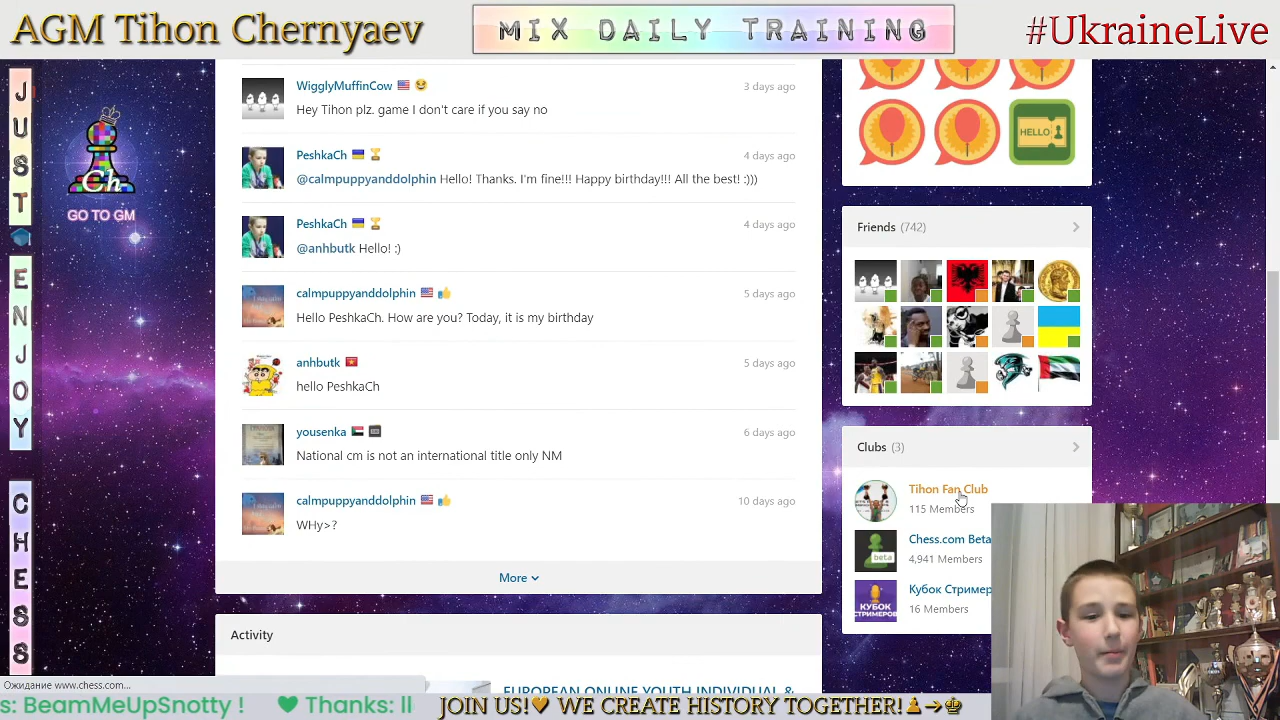 AGM Tihon Chernyaev
MIX DAILY TRAINING
#UkraineLive
JUST
ENJOY
CHESS
Ch
GO TO GM
WigglyMuffinCow
3 days ago
Hey Tihon plz. game I don't care if you say no
PeshkaCh
4 days ago
@calmpuppyanddolphin Hello! Thanks. I'm fine!!! Happy birthday!!! All the best! :)))
PeshkaCh
4 days ago
@anhbutk Hello! :)
calmpuppyanddolphin
5 days ago
Hello PeshkaCh. How are you? Today, it is my birthday
anhbutk
5 days ago
hello PeshkaCh
yousenka
6 days ago
National cm is not an international title only NM
calmpuppyanddolphin
10 days ago
WHy>?
More
Activity
EUROPEAN ONLINE YOUTH INDIVIDUAL &
HELLO
Friends (742)
Clubs (3)
Tihon Fan Club
115 Members
beta
Chess.com Beta
4,941 Members
КУБОК
СТРИМЕРОВ
Кубок Стример
16 Members
Ожидание www.chess.com...
s: BeamMeUpSnotty ! Thanks: Il
JOIN US! WE CREATE HISTORY TOGETHER!